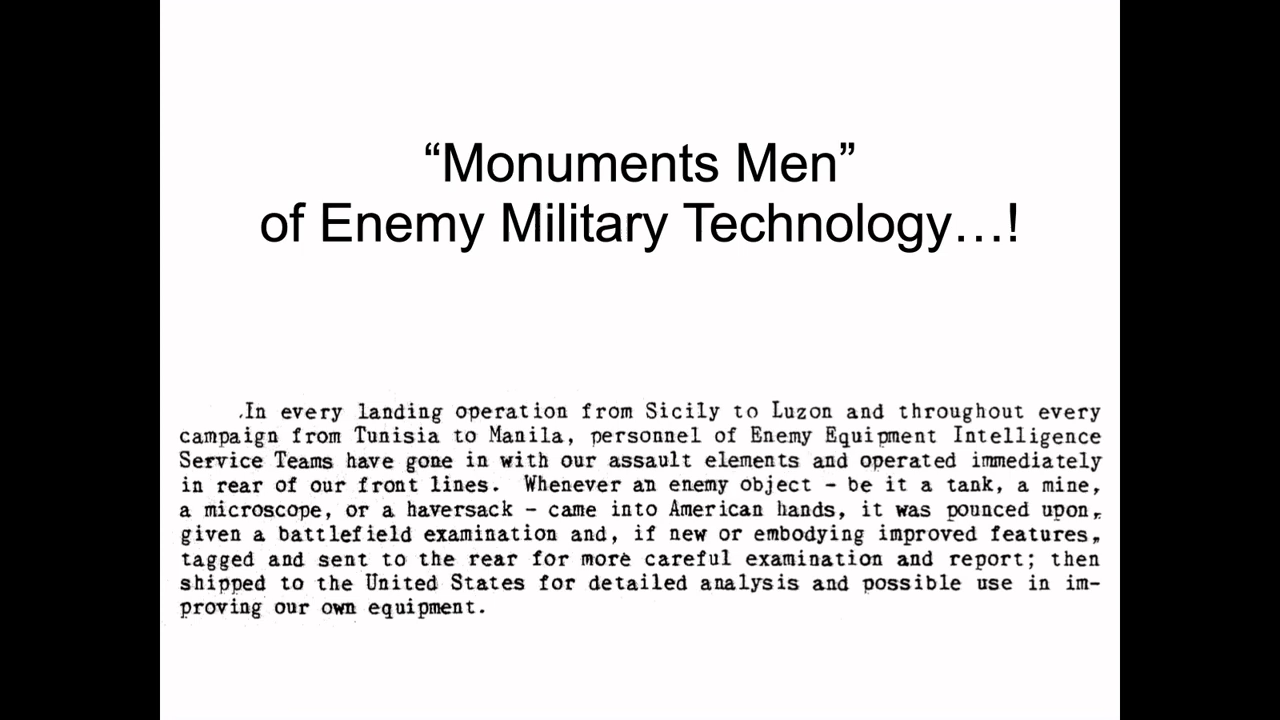 “Monuments Men”
of Enemy Military Technology…!
In every landing operation from Sicily to Luzon and throughout every
campaign from Tunisia to Manila, personnel of Enemy Equipment Intelligence
Service Teams have gone in with our assault elements and operated immediately
in rear of our front lines. Whenever an enemy object - be it a tank, a mine,
a microscope, or a haversack - came into American hands, it was pounced upon,
given a battlefield examination and, if new or embodying improved features,
tagged and sent to the rear for more careful examination and report; then
shipped to the United States for detailed analysis and possible use in im-
proving our own equipment.